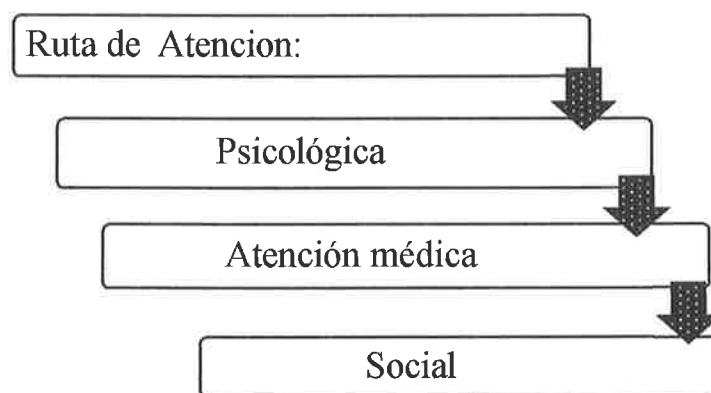 Ruta de Atencion:
Psicológica
Atención médica
Social